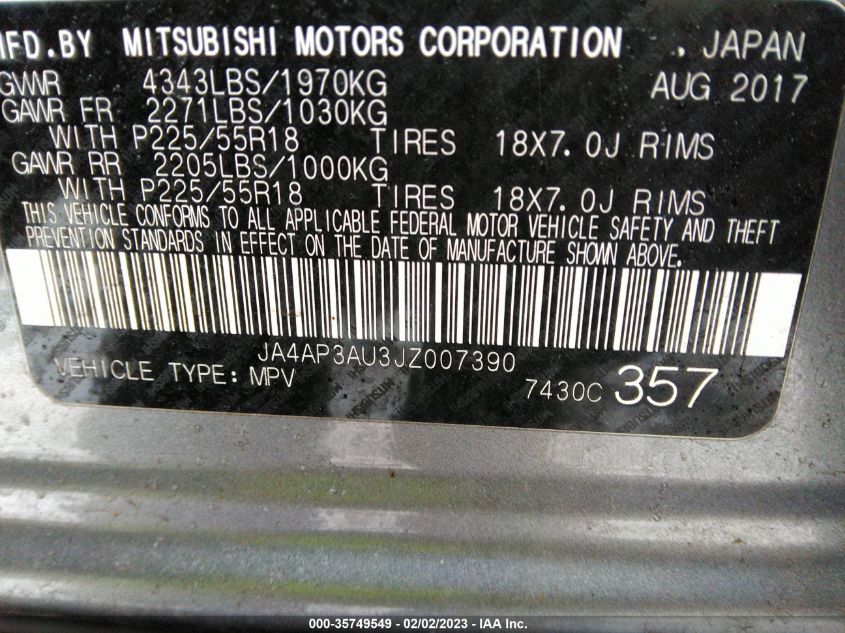 MFD.BY MITSUBISHI MOTORS CORPORATION . JAPAN
GVWR 4343LBS/1970KG AUG 2017
GAWR FR 2271LBS/1030KG
WITH P225/55R18 TIRES 18X7.0J RIMS
GAWR RR 2205LBS/1000KG
WITH P225/55R18 TIRES 18X7.0J RIMS
THIS VEHICLE CONFORMS TO ALL APPLICABLE FEDERAL MOTOR VEHICLE SAFETY AND THEFT
PREVENTION STANDARDS IN EFFECT ON THE DATE OF MANUFACTURE SHOWN ABOVE.
JA4AP3AU3JZ007390
VEHICLE TYPE: MPV
7430C 357
000-35749549 - 02/02/2023 - IAA Inc.